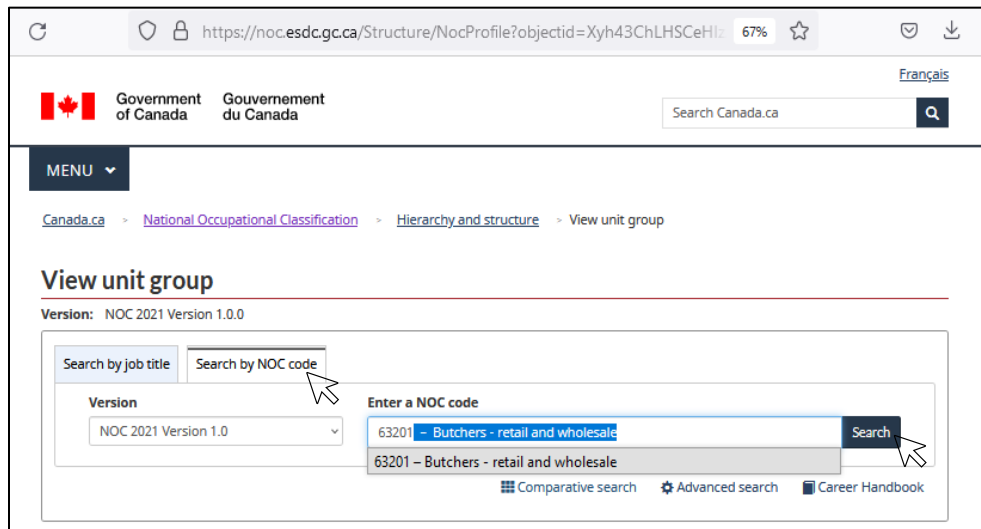 https://noc.esdc.gc.ca/Structure/NocProfile?objectid=Xyh43ChLHSCeHIz 67%
Français
Government Gouvernement
of Canada du Canada
Search Canada.ca
MENU
Canada.ca > National Occupational Classification > Hierarchy and structure > View unit group
View unit group
Version: NOC 2021 Version 1.0.0
Search by job title Search by NOC code
Version Enter a NOC code
NOC 2021 Version 1.0 63201 – Butchers - retail and wholesale Search
63201 – Butchers - retail and wholesale
Comparative search Advanced search Career Handbook